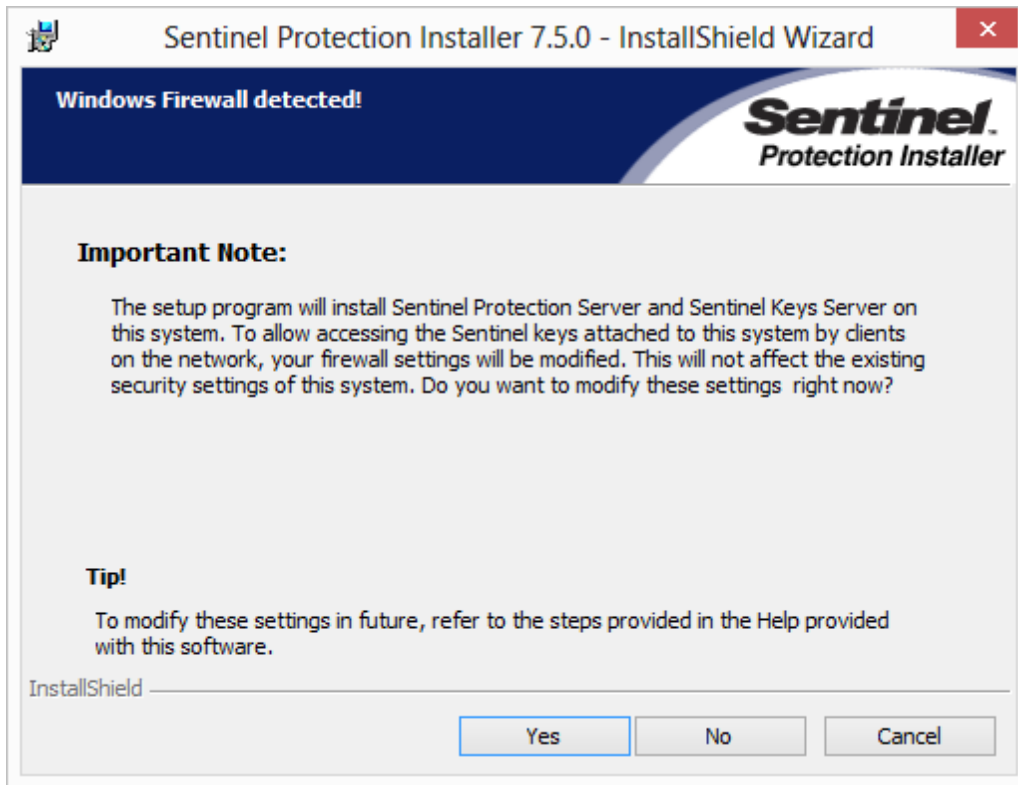 Sentinel Protection Installer 7.5.0 - InstallShield Wizard
Windows Firewall detected!
Sentinel.
Protection Installer
Important Note:
The setup program will install Sentinel Protection Server and Sentinel Keys Server on
this system. To allow accessing the Sentinel keys attached to this system by clients
on the network, your firewall settings will be modified. This will not affect the existing
security settings of this system. Do you want to modify these settings  right now?
Tip!
To modify these settings in future, refer to the steps provided in the Help provided
with this software.
InstallShield
Yes
No
Cancel